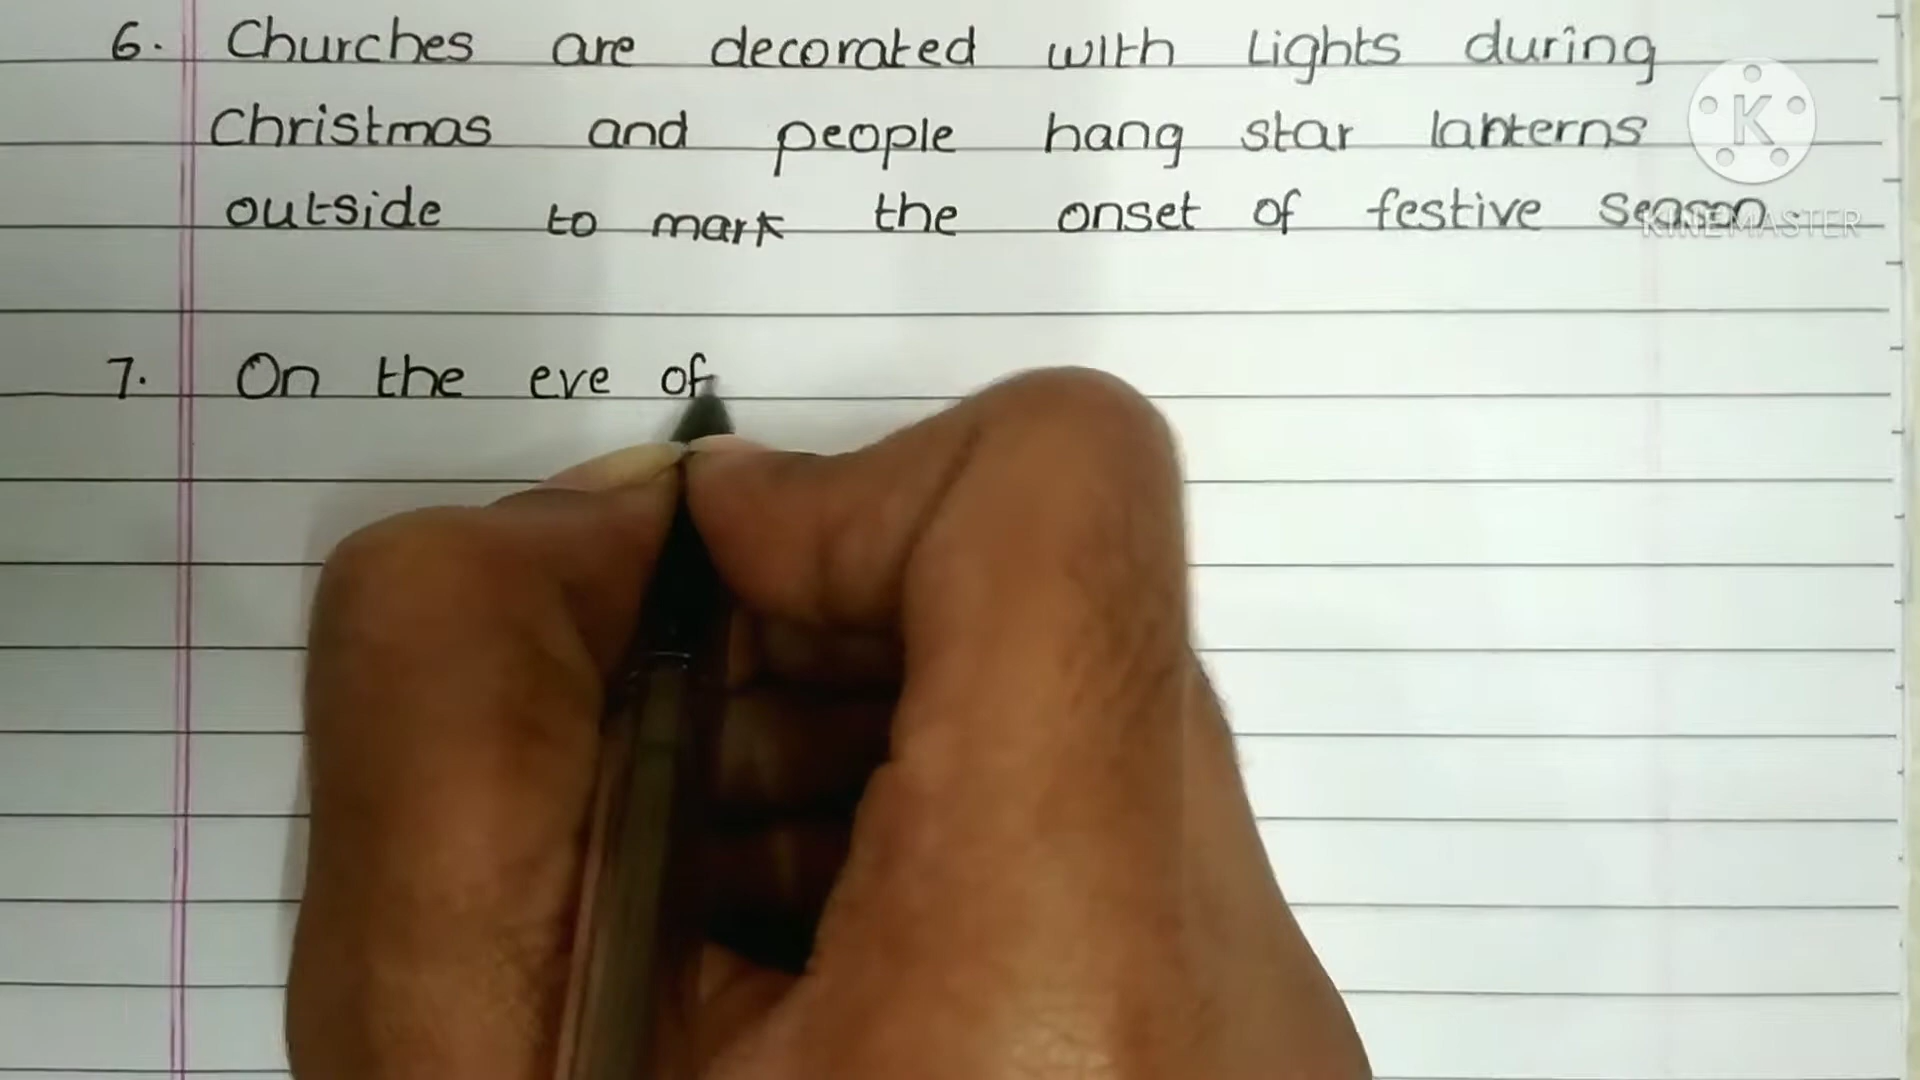 6. Churches are decorated with Lights during
Christmas and people hang star lanterns
outside to mark the onset of festive season.
7. On the eve of
K
KINEMASTER